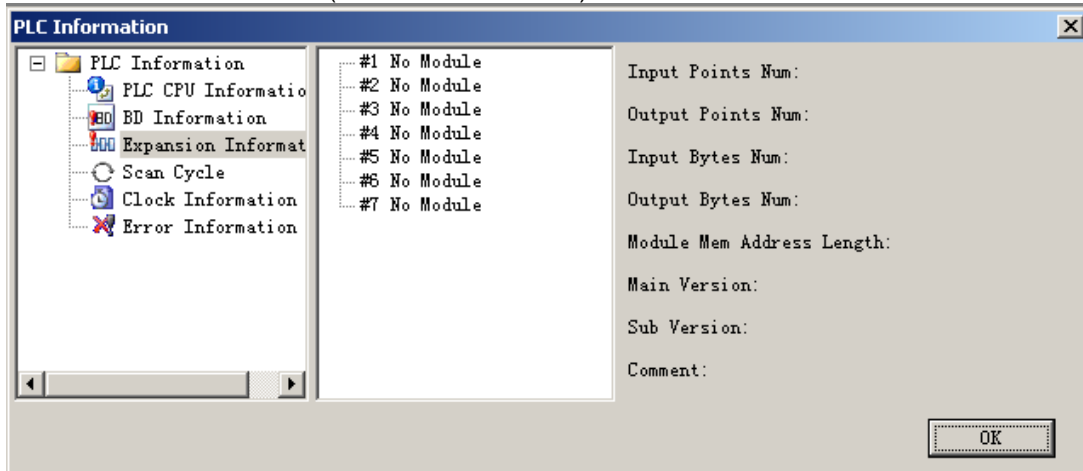 PLC Information
PLC Information
PLC CPU Informatio
BD Information
Expansion Informat
Scan Cycle
Clock Information
Error Information
#1 No Module
#2 No Module
#3 No Module
#4 No Module
#5 No Module
#6 No Module
#7 No Module
Input Points Num:
Output Points Num:
Input Bytes Num:
Output Bytes Num:
Module Mem Address Length:
Main Version:
Sub Version:
Comment:
OK